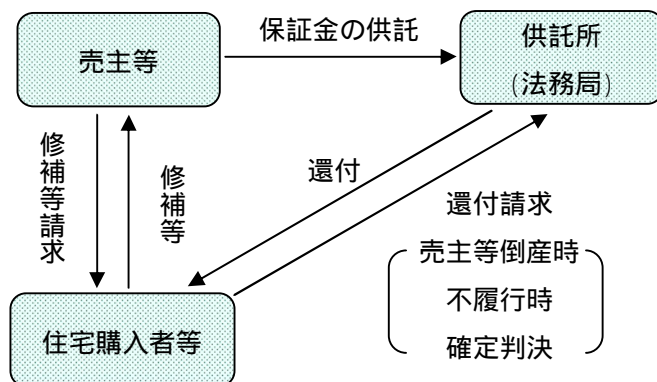 保証金の供託
売主等
供託所
(法務局)
修補等請求
修補等
還付
還付請求
売主等倒産時
不履行時
確定判決
住宅購入者等